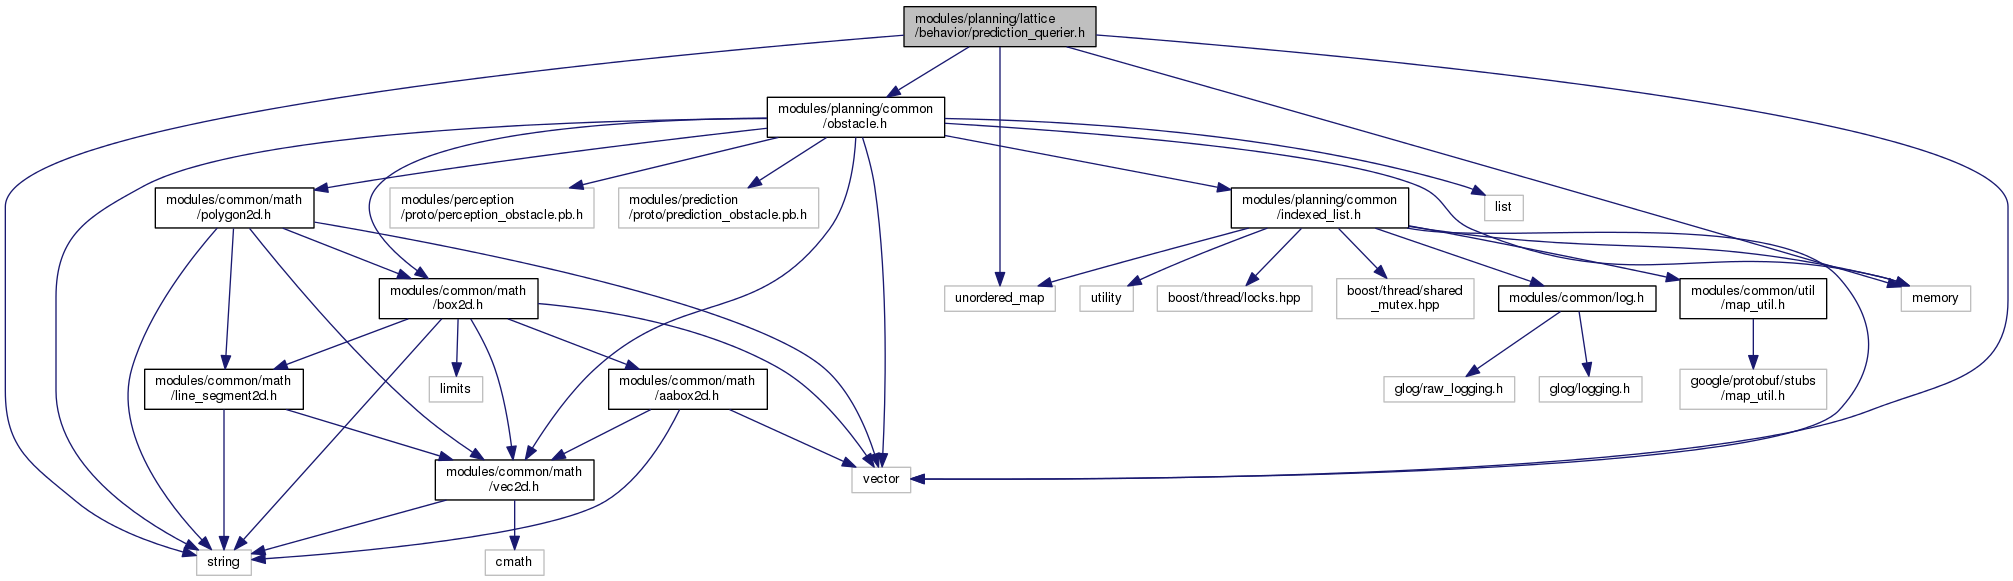 modules/planning/lattice
/behavior/prediction_querier.h
modules/planning/common
/obstacle.h
modules/common/math
/polygon2d.h
modules/perception
/proto/perception_obstacle.pb.h
modules/prediction
/proto/prediction_obstacle.pb.h
modules/planning/common
/indexed_list.h
list
modules/common/math
/box2d.h
unordered_map
utility
boost/thread/locks.hpp
boost/thread/shared
_mutex.hpp
modules/common/log.h
modules/common/util
/map_util.h
memory
modules/common/math
/line_segment2d.h
limits
modules/common/math
/aabox2d.h
glog/raw_logging.h
glog/logging.h
google/protobuf/stubs
/map_util.h
modules/common/math
/vec2d.h
vector
string
cmath